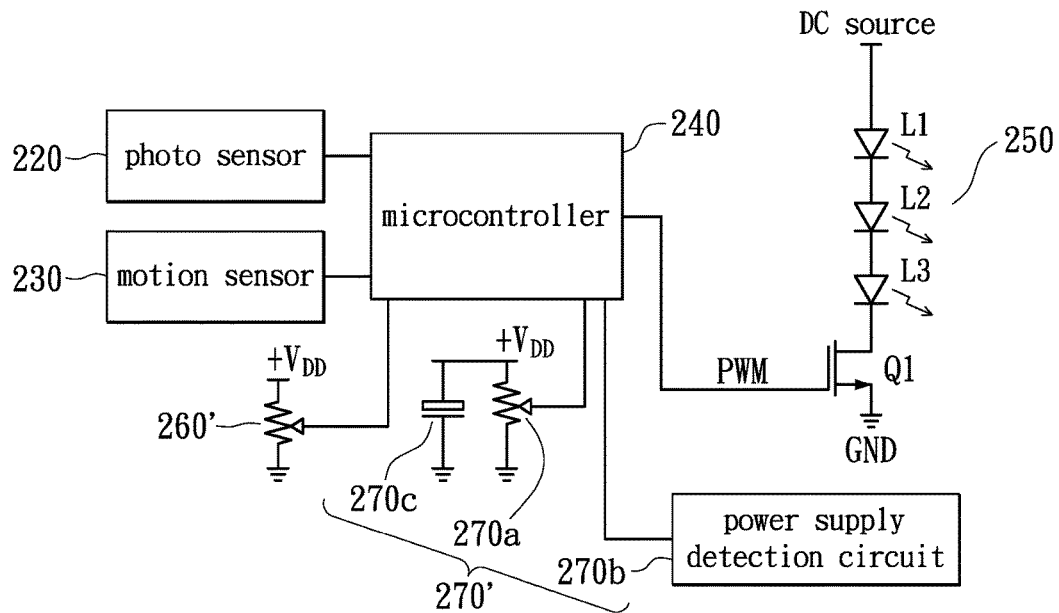 DC source
L1
240
220
photo sensor
250
L2
microcontroller
230
motion sensor
L3
+VDD
+VDD
PWM
Q1
260'
GND
270c
270a
power supply
detection circuit
270b
270'